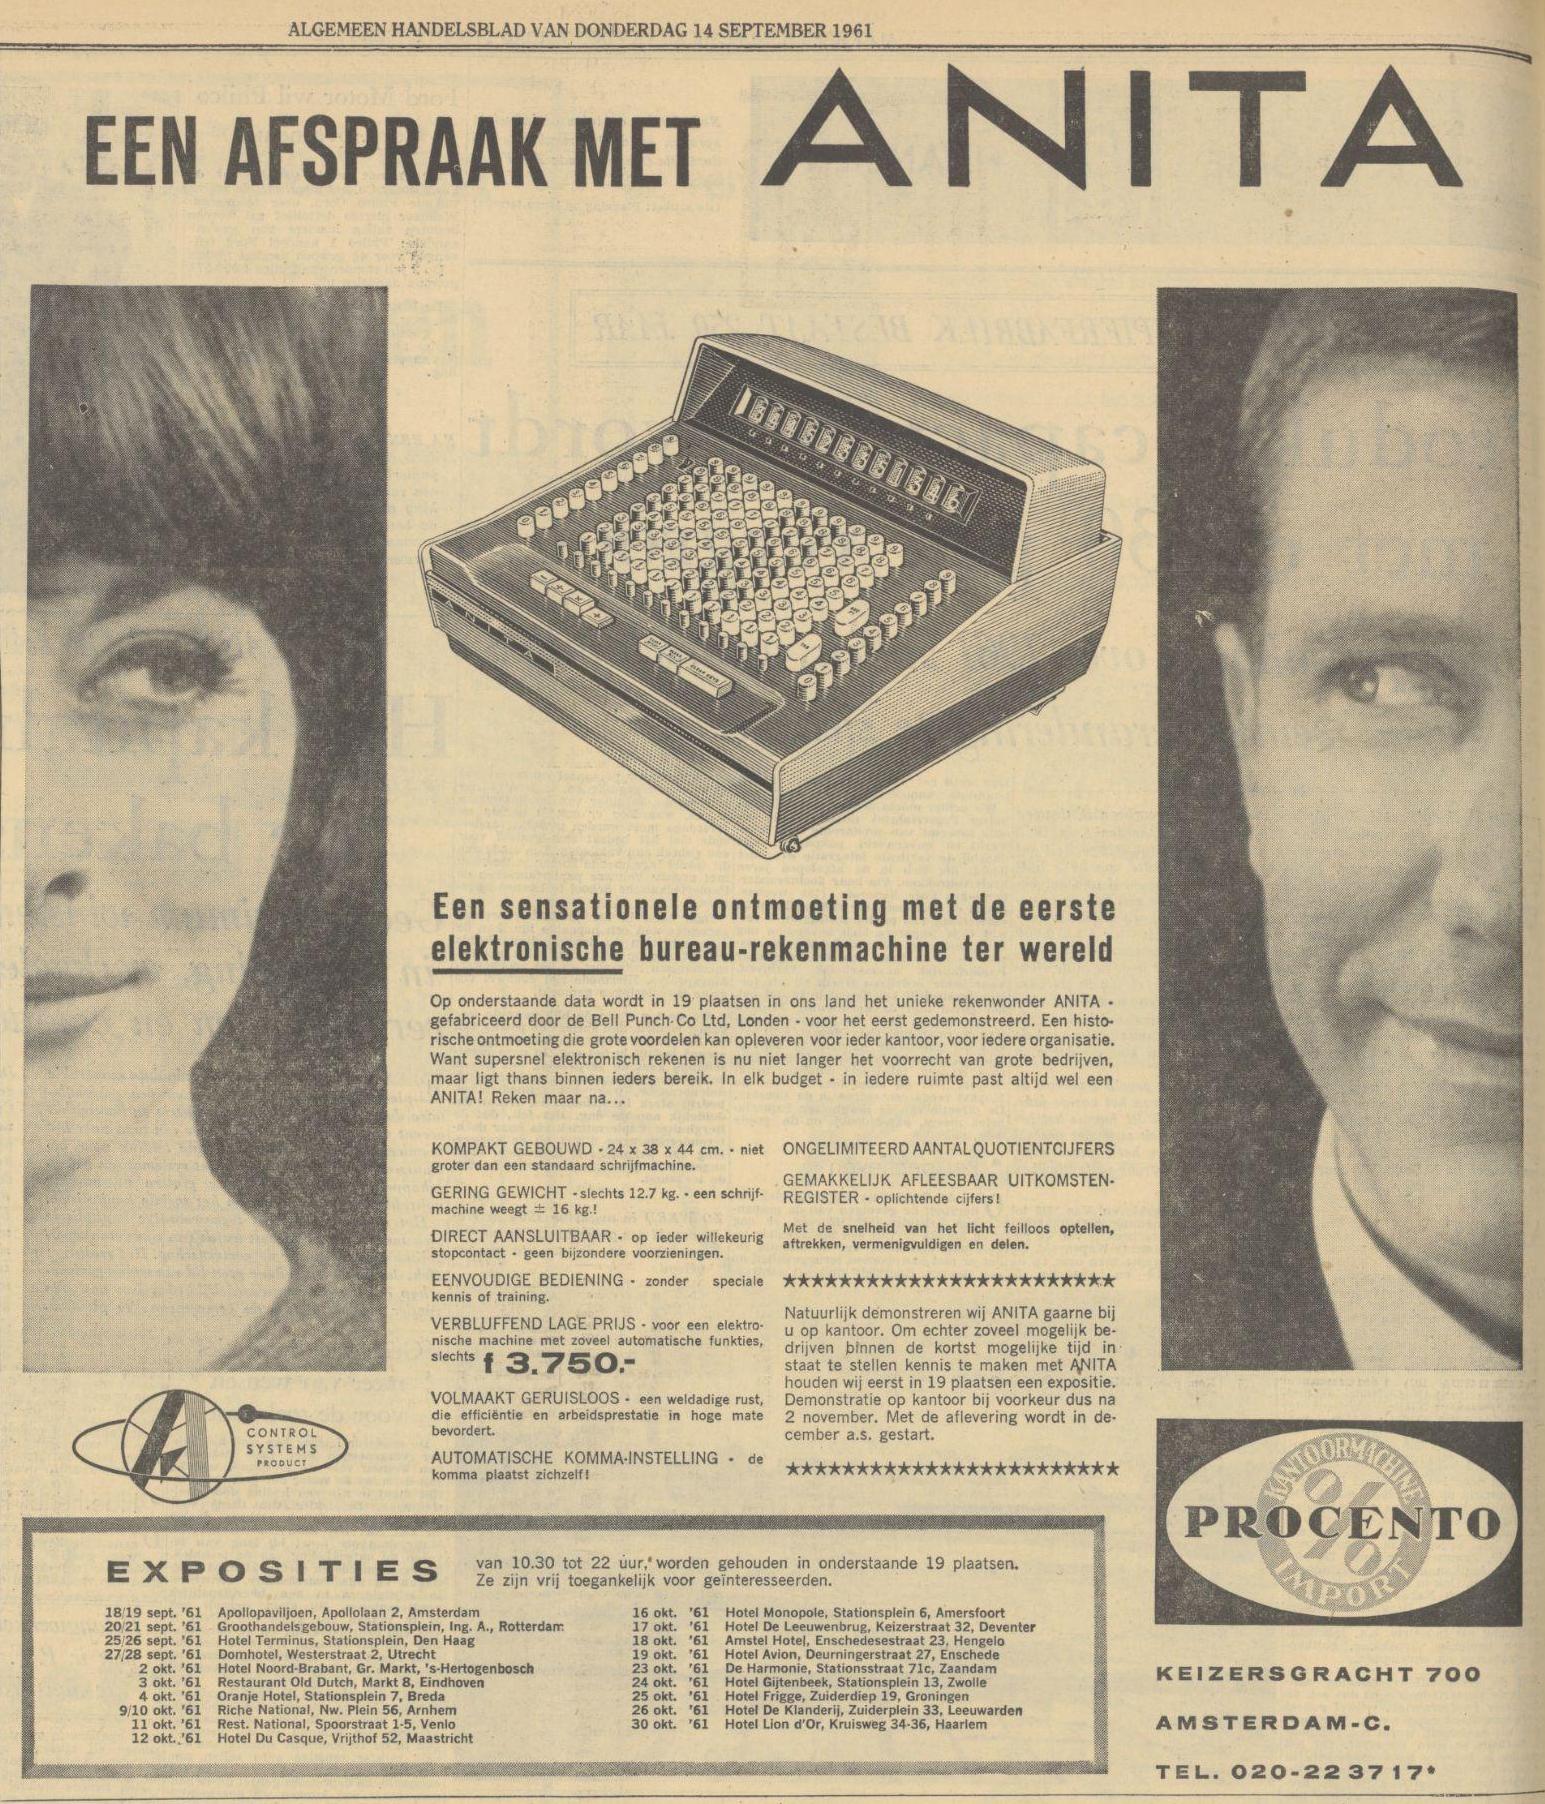 ALGEMEEN HANDELSBLAD VAN DONDERDAG 14 SEPTEMBER 1961
EEN AFSPRAAK MET ANITA
Een sensationele ontmoeting met de eerste
elektronische bureau-rekenmachine ter wereld
Op onderstaande data wordt in 19 plaatsen in ons land het unieke rekenwonder ANITA -
gefabriceerd door de Bell Punch Co Ltd, Londen - voor het eerst gedemonstreerd. Een histo-
rische ontmoeting die grote voordelen kan opleveren voor ieder kantoor, voor iedere organisatie.
Want supersnel elektronisch rekenen is nu niet langer het voorrecht van grote bedrijven,
maar ligt thans binnen ieders bereik. In elk budget - in iedere ruimte past altijd wel een
ANITA! Reken maar na...
KOMPAKT GEBOUWD - 24 x 38 x 44 cm. - niet
groter dan een standaard schrijfmachine.
GERING GEWICHT - slechts 12.7 kg. - een schrijf-
machine weegt ± 16 kg.!
DIRECT AANSLUITBAAR - op ieder willekeurig
stopcontact - geen bijzondere voorzieningen.
EENVOUDIGE BEDIENING - zonder speciale
kennis of training.
VERBLUFFEND LAGE PRIJS - voor een elektro-
nische machine met zoveel automatische funkties,
slechts f 3.750.-
VOLMAAKT GERUISLOOS - een weldadige rust,
die efficiëntie en arbeidsprestatie in hoge mate
bevordert.
AUTOMATISCHE KOMMA-INSTELLING - de
komma plaatst zichzelf!
ONGELIMITEERD AANTAL QUOTIENTCIJFERS
GEMAKKELIJK AFLEESBAAR UITKOMSTEN-
REGISTER - oplichtende cijfers!
Met de snelheid van het licht feilloos optellen,
aftrekken, vermenigvuldigen en delen.
★★★★★★★★★★★★★★★★★★★★★★★★
Natuurlijk demonstreren wij ANITA gaarne bij
u op kantoor. Om echter zoveel mogelijk be-
drijven binnen de kortst mogelijke tijd in
staat te stellen kennis te maken met ANITA
houden wij eerst in 19 plaatsen een expositie.
Demonstratie op kantoor bij voorkeur dus na
2 november. Met de aflevering wordt in de-
cember a.s. gestart.
★★★★★★★★★★★★★★★★★★★★★★★★
CONTROL
SYSTEMS
PRODUCT
EXPOSITIES
van 10.30 tot 22 uur, worden gehouden in onderstaande 19 plaatsen.
Ze zijn vrij toegankelijk voor geïnteresseerden.
18/19 sept. '61 Apollopaviljoen, Apollolaan 2, Amsterdam
20/21 sept. '61 Groothandelsgebouw, Stationsplein, Ing. A., Rotterdam
25/26 sept. '61 Hotel Terminus, Stationsplein, Den Haag
27/28 sept. '61 Domhotel, Westerstraat 2, Utrecht
2 okt. '61 Hotel Noord-Brabant, Gr. Markt, 's-Hertogenbosch
3 okt. '61 Restaurant Old Dutch, Markt 8, Eindhoven
4 okt. '61 Oranje Hotel, Stationsplein 7, Breda
9/10 okt. '61 Riche National, Nw. Plein 56, Arnhem
11 okt. '61 Rest. National, Spoorstraat 1-5, Venlo
12 okt. '61 Hotel Du Casque, Vrijthof 52, Maastricht
16 okt. '61 Hotel Monopole, Stationsplein 6, Amersfoort
17 okt. '61 Hotel De Leeuwenbrug, Keizerstraat 32, Deventer
18 okt. '61 Amstel Hotel, Enschedesestraat 23, Hengelo
19 okt. '61 Hotel Avion, Deurningerstraat 27, Enschede
23 okt. '61 De Harmonie, Stationsstraat 71c, Zaandam
24 okt. '61 Hotel Gijtenbeek, Stationsplein 13, Zwolle
25 okt. '61 Hotel Frigge, Zuiderdiep 19, Groningen
26 okt. '61 Hotel De Klanderij, Zuiderplein 33, Leeuwarden
30 okt. '61 Hotel Lion d'Or, Kruisweg 34-36, Haarlem
KANTOORMACHINE
%
PROCENTO
IMPORT
KEIZERSGRACHT 700
AMSTERDAM-C.
TEL. 020-223717*